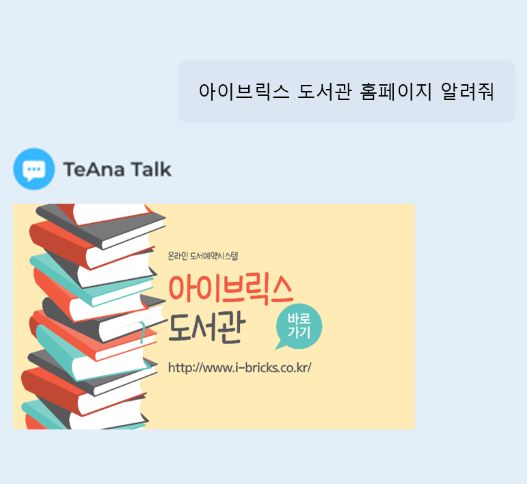 아이브릭스 도서관 홈페이지 알려줘
TeAna Talk
온라인 도서예약시스템
아이브릭스
도서관
바로
가기
http://www.i-bricks.co.kr/